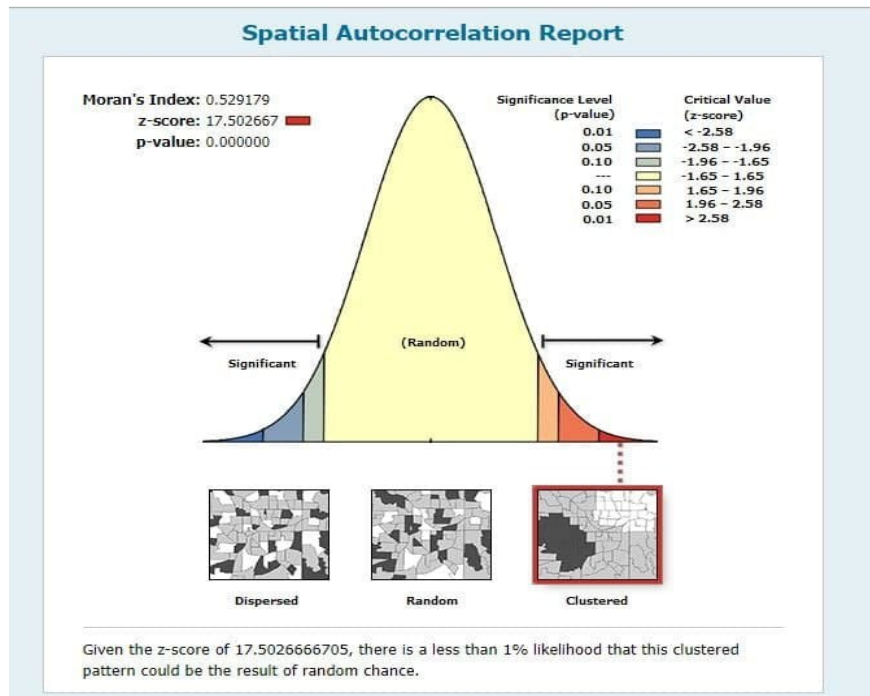 Spatial Autocorrelation Report
Moran's Index: 0.529179
z-score: 17.502667
p-value: 0.000000
Significance Level
(p-value)
Critical Value
(z-score)
0.01 < -2.58
0.05 -2.58 - -1.96
0.10 -1.96 - -1.65
--- -1.65 - 1.65
0.10 1.65 - 1.96
0.05 1.96 - 2.58
0.01 > 2.58
(Random)
Significant
Significant
Dispersed
Random
Clustered
Given the z-score of 17.5026666705, there is a less than 1% likelihood that this clustered
pattern could be the result of random chance.